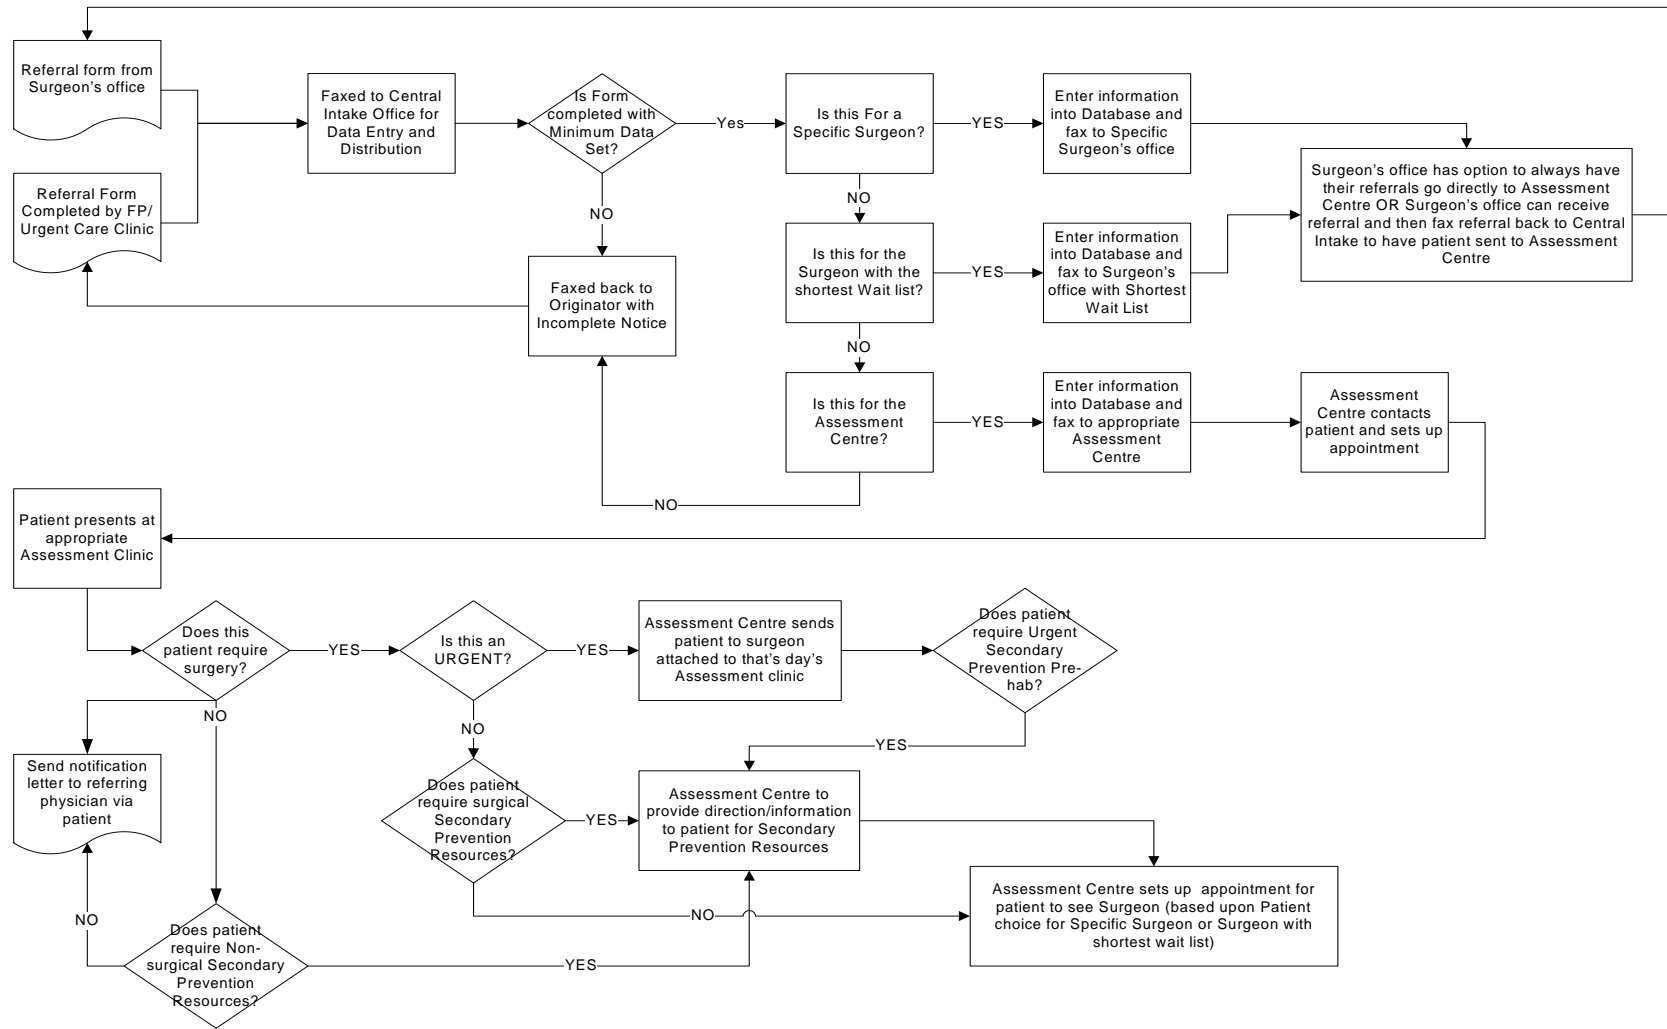 Referral form from
Surgeon's office
Referral Form
Completed by FP/
Urgent Care Clinic
Faxed to Central
Intake Office for
Data Entry and
Distribution
Is Form
completed with
Minimum Data
Set?
Yes
NO
Faxed back to
Originator with
Incomplete Notice
Is this For a
Specific Surgeon?
YES
NO
Enter information
into Database and
fax to Specific
Surgeon's office
Surgeon's office has option to always have
their referrals go directly to Assessment
Centre OR Surgeon's office can receive
referral and then fax referral back to Central
Intake to have patient sent to Assessment
Centre
Is this for the
Surgeon with the
shortest Wait list?
YES
NO
Enter information
into Database and
fax to Surgeon's
office with Shortest
Wait List
Is this for the
Assessment
Centre?
YES
NO
Enter information
into Database and
fax to appropriate
Assessment
Centre
Assessment
Centre contacts
patient and sets up
appointment
Patient presents at
appropriate
Assessment Clinic
Does this
patient require
surgery?
YES
NO
Is this an
URGENT?
YES
NO
Assessment Centre sends
patient to surgeon
attached to that's day's
Assessment clinic
Does patient
require Urgent
Secondary
Prevention Pre-
hab?
YES
Send notification
letter to referring
physician via
patient
Does patient
require surgical
Secondary
Prevention
Resources?
YES
NO
Assessment Centre to
provide direction/information
to patient for Secondary
Prevention Resources
Assessment Centre sets up  appointment for
patient to see Surgeon (based upon Patient
choice for Specific Surgeon or Surgeon with
shortest wait list)
NO
Does patient
require Non-
surgical Secondary
Prevention
Resources?
YES